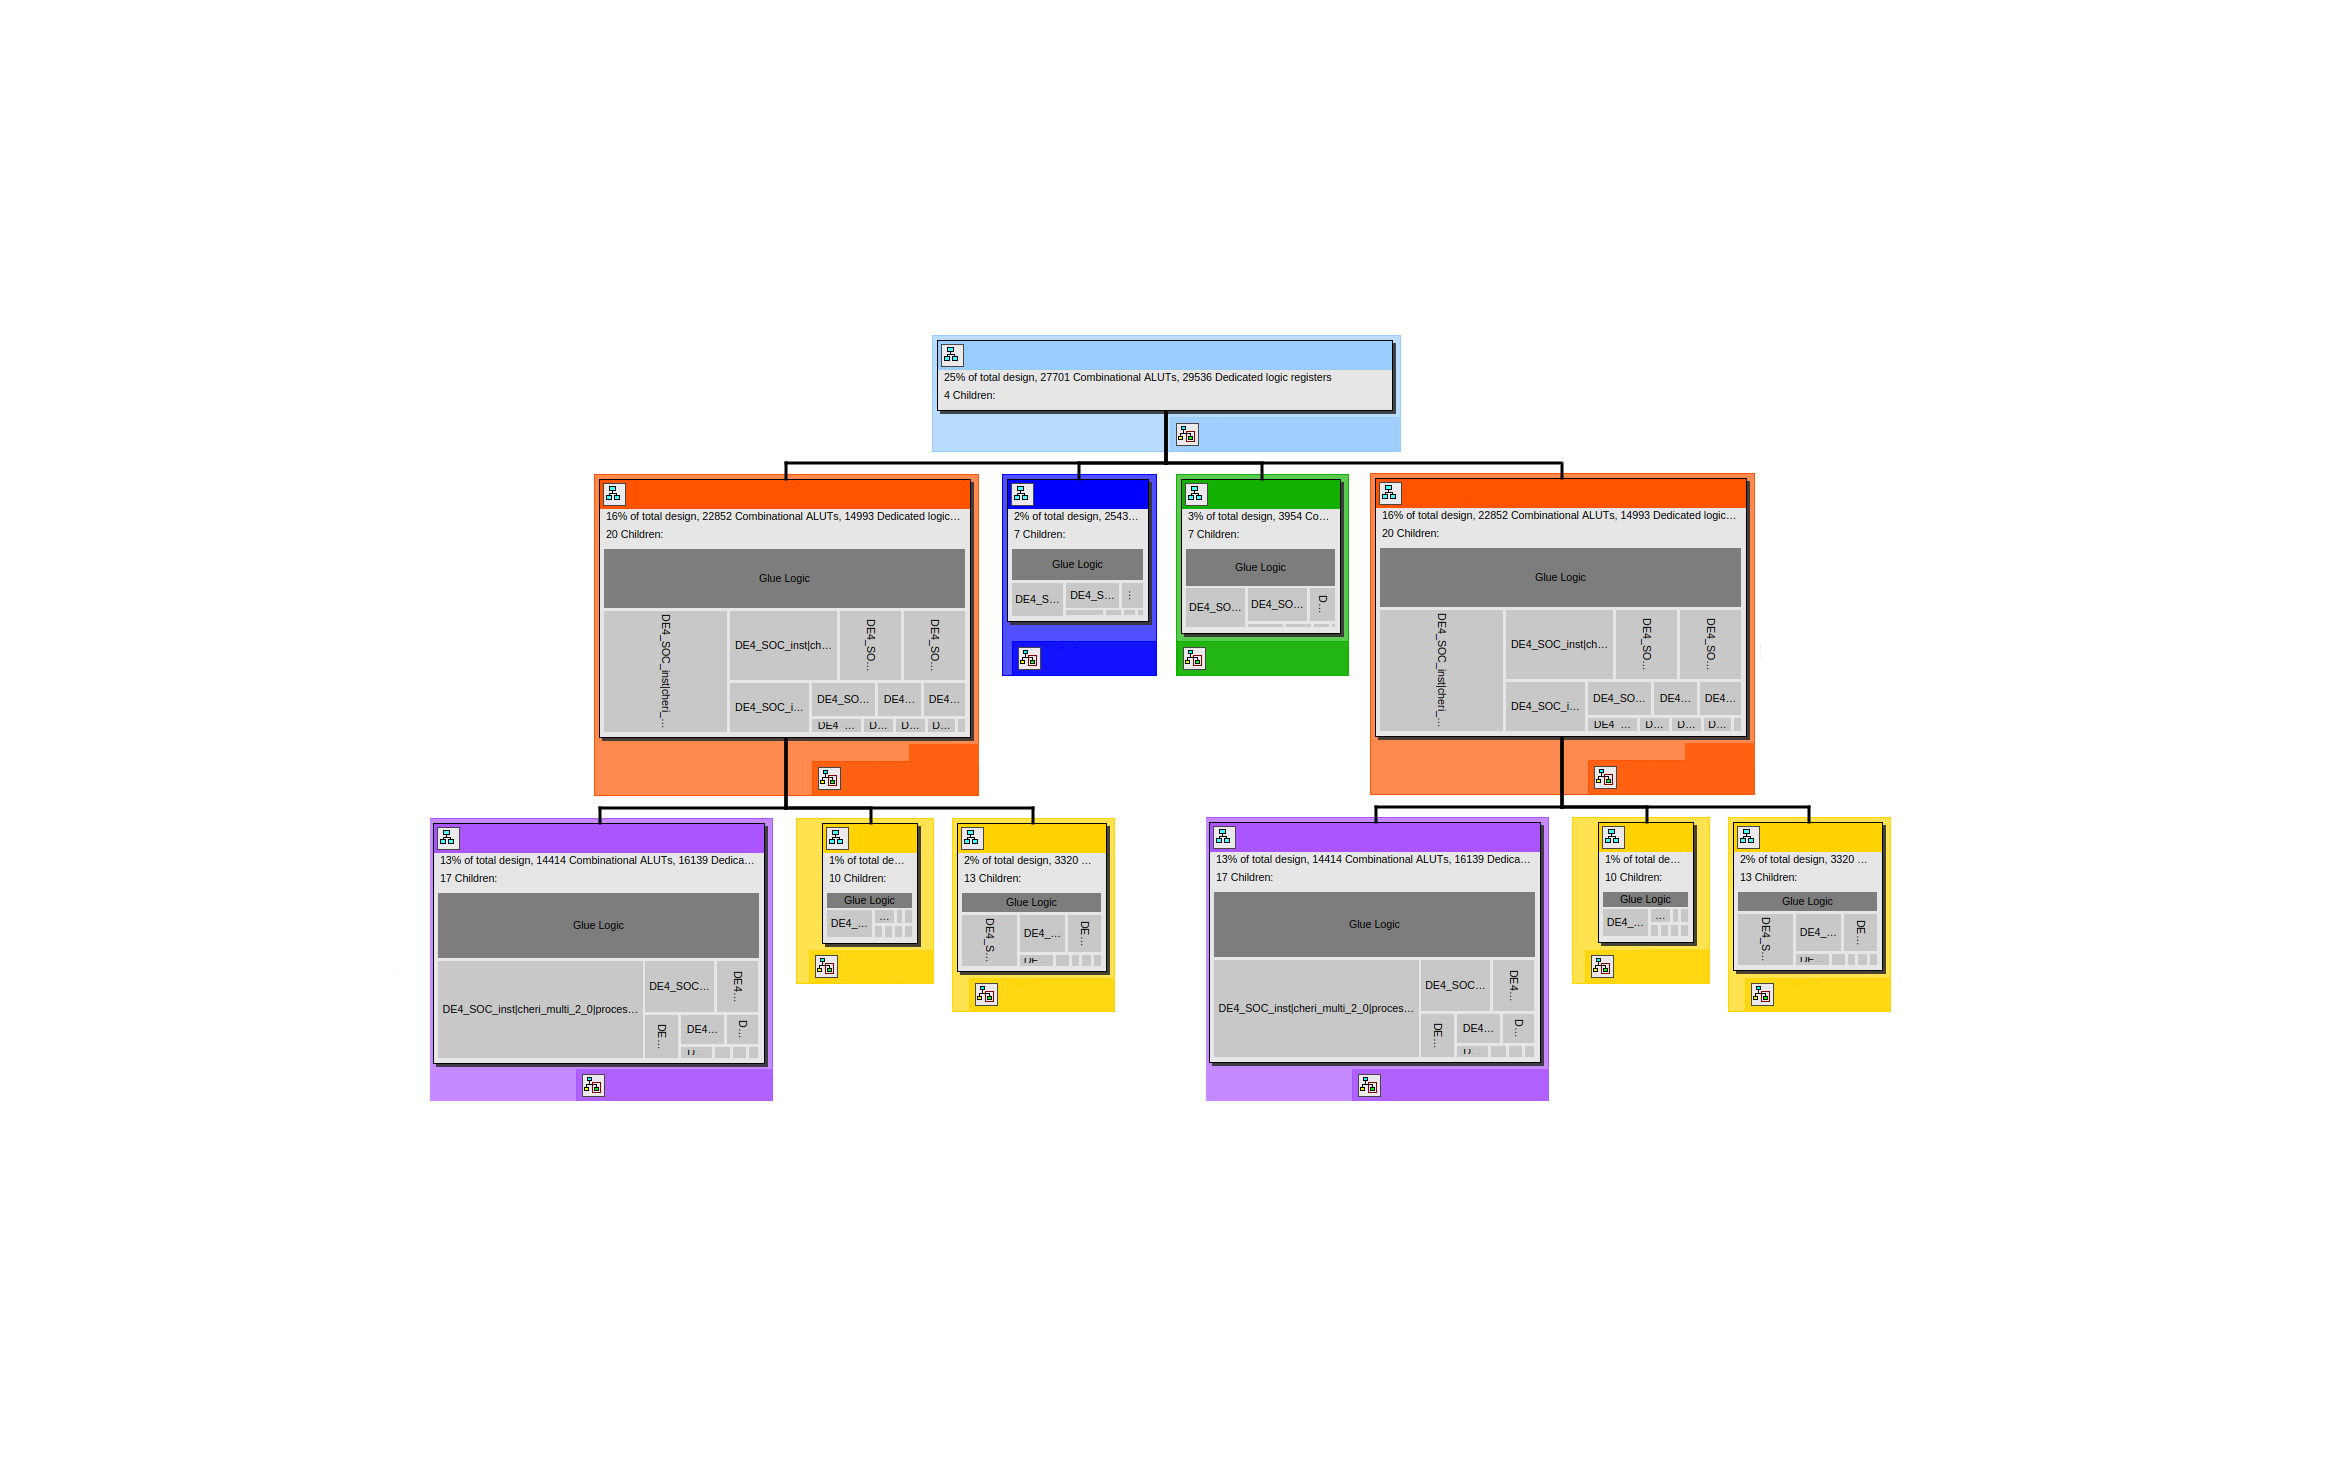 25% of total design, 27701 Combinational ALUTs, 29536 Dedicated logic registers
4 Children:
16% of total design, 22852 Combinational ALUTs, 14993 Dedicated logic...
20 Children:
Glue Logic
DE4_SOC_inst|cheri_...
DE4_SOC_inst|ch...
DE4_SO...
DE4_SO...
DE4_SOC_i...
DE4_SO...
DE4...
DE4...
DE4_...
D...
D...
D...
2% of total design, 2543...
7 Children:
Glue Logic
DE4_S...
DE4_S...
...
3% of total design, 3954 Co...
7 Children:
Glue Logic
DE4_SO...
DE4_SO...
D...
16% of total design, 22852 Combinational ALUTs, 14993 Dedicated logic...
20 Children:
Glue Logic
DE4_SOC_inst|cheri_...
DE4_SOC_inst|ch...
DE4_SO...
DE4_SO...
DE4_SOC_i...
DE4_SO...
DE4...
DE4...
DE4_...
D...
D...
D...
13% of total design, 14414 Combinational ALUTs, 16139 Dedica...
17 Children:
Glue Logic
DE4_SOC_inst|cheri_multi_2_0|proces...
DE4_SOC...
DE4...
DE...
DE4...
D...
D...
1% of total de...
10 Children:
Glue Logic
DE4_...
...
2% of total design, 3320 ...
13 Children:
Glue Logic
DE4_S...
DE4_...
DE...
DE...
13% of total design, 14414 Combinational ALUTs, 16139 Dedica...
17 Children:
Glue Logic
DE4_SOC_inst|cheri_multi_2_0|proces...
DE4_SOC...
DE4...
DE...
DE4...
D...
D...
1% of total de...
10 Children:
Glue Logic
DE4_...
...
2% of total design, 3320 ...
13 Children:
Glue Logic
DE4_S...
DE4_...
DE...
DE...